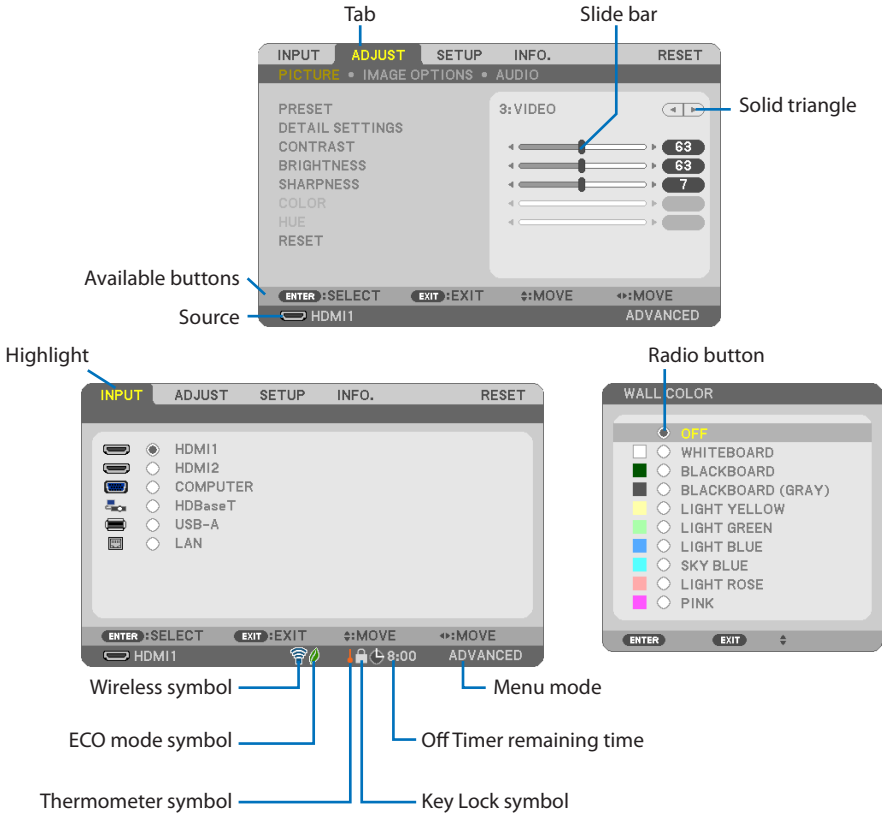 Tab Slide bar
INPUT ADJUST SETUP INFO. RESET
PICTURE • IMAGE OPTIONS • AUDIO
PRESET 3:VIDEO
Solid triangle
DETAIL SETTINGS
CONTRAST 63
BRIGHTNESS 63
SHARPNESS 7
COLOR
HUE
RESET
Available buttons
ENTER :SELECT EXIT :EXIT :MOVE :MOVE
Source
HDMI1 ADVANCED
Highlight
INPUT ADJUST SETUP INFO. RESET
HDMI1
HDMI2
COMPUTER
HDBaseT
USB-A
LAN
ENTER :SELECT EXIT :EXIT :MOVE :MOVE
HDMI1 8:00 ADVANCED
Radio button
WALL COLOR
OFF
WHITEBOARD
BLACKBOARD
BLACKBOARD (GRAY)
LIGHT YELLOW
LIGHT GREEN
LIGHT BLUE
SKY BLUE
LIGHT ROSE
PINK
ENTER EXIT
Wireless symbol Menu mode
ECO mode symbol Off Timer remaining time
Thermometer symbol Key Lock symbol